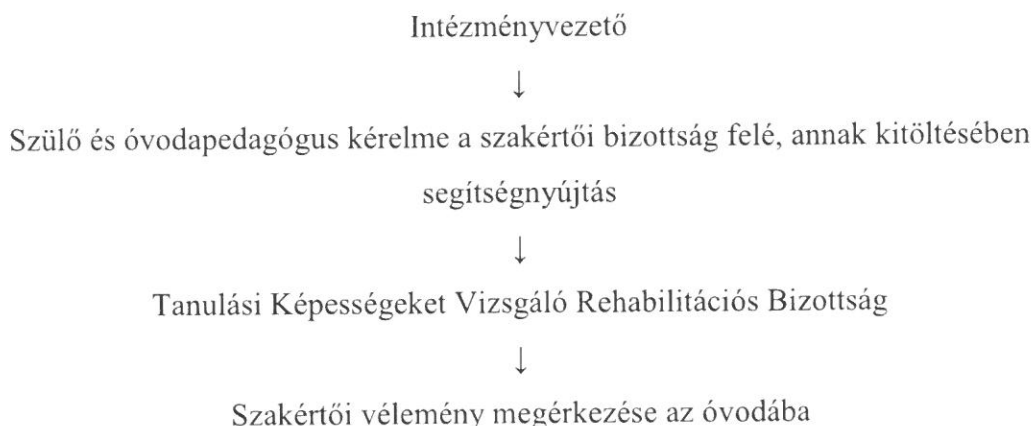 Intézményvezető
↓
Szülő és óvodapedagógus kérelme a szakértői bizottság felé, annak kitöltésében
segítségnyújtás
↓
Tanulási Képességeket Vizsgáló Rehabilitációs Bizottság
↓
Szakértői vélemény megérkezése az óvodába